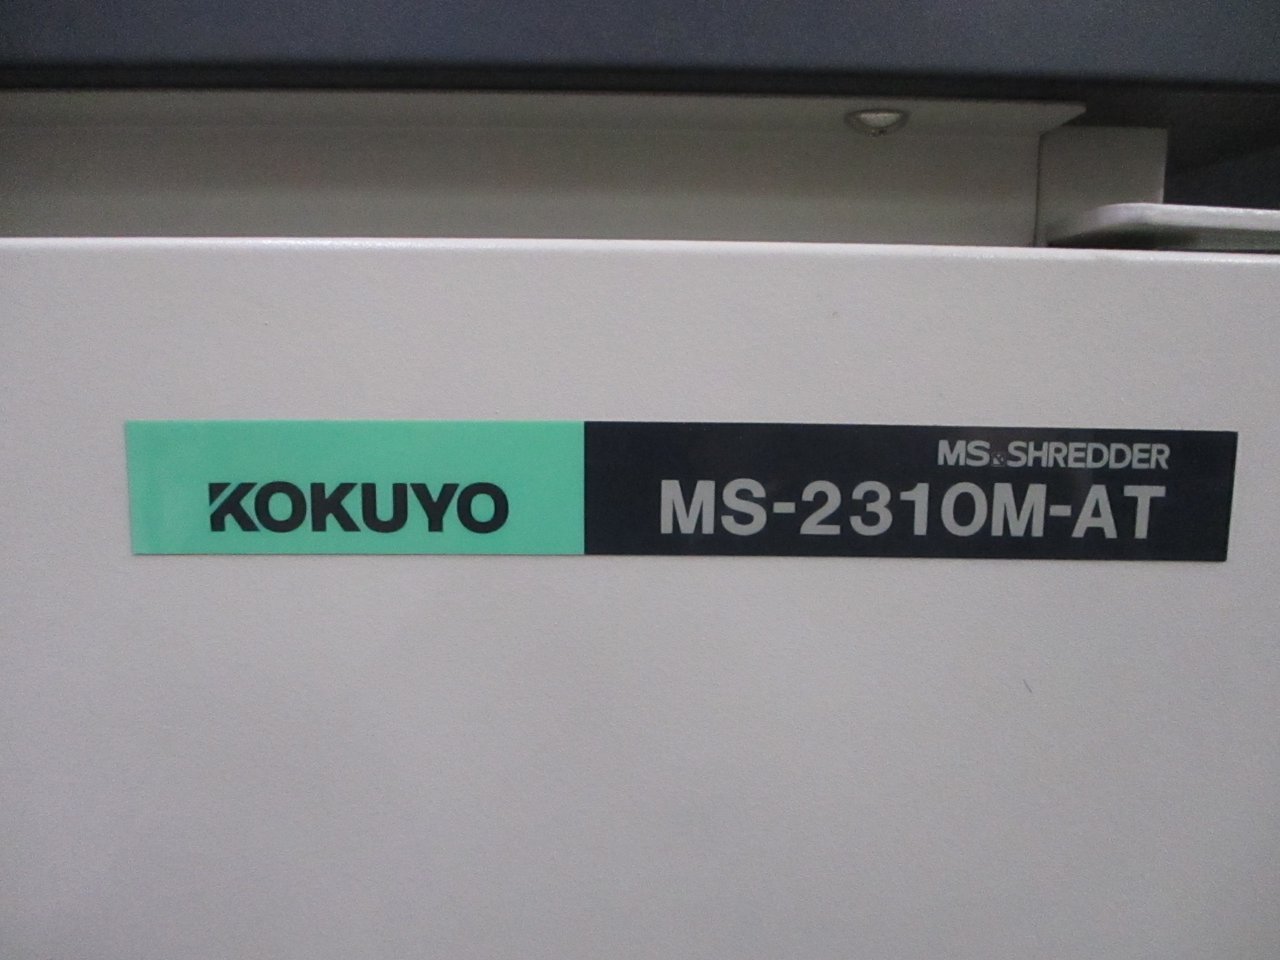 KOKUYO
MS SHREDDER
MS-2310M-AT